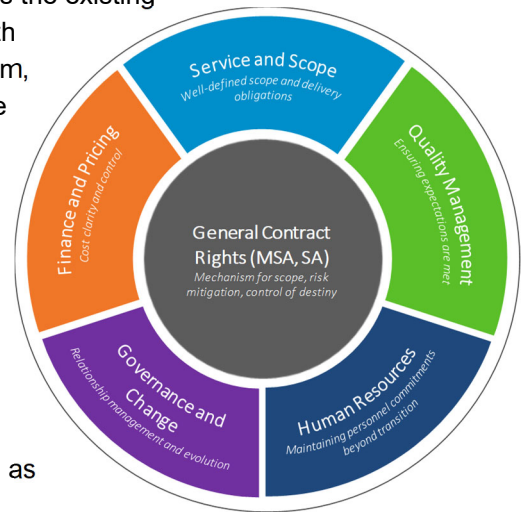 s the existing
th
m,
e
as
Service and Scope
Well-defined scope and delivery
obligations
Quality Management
Ensuring expectations are met
Human Resources
Maintaining personnel commitments
beyond transition
Governance and
Change
Relationship management and evolution
Finance and Pricing
Cost clarity and control
General Contract
Rights (MSA, SA)
Mechanism for scope, risk
mitigation, control of destiny